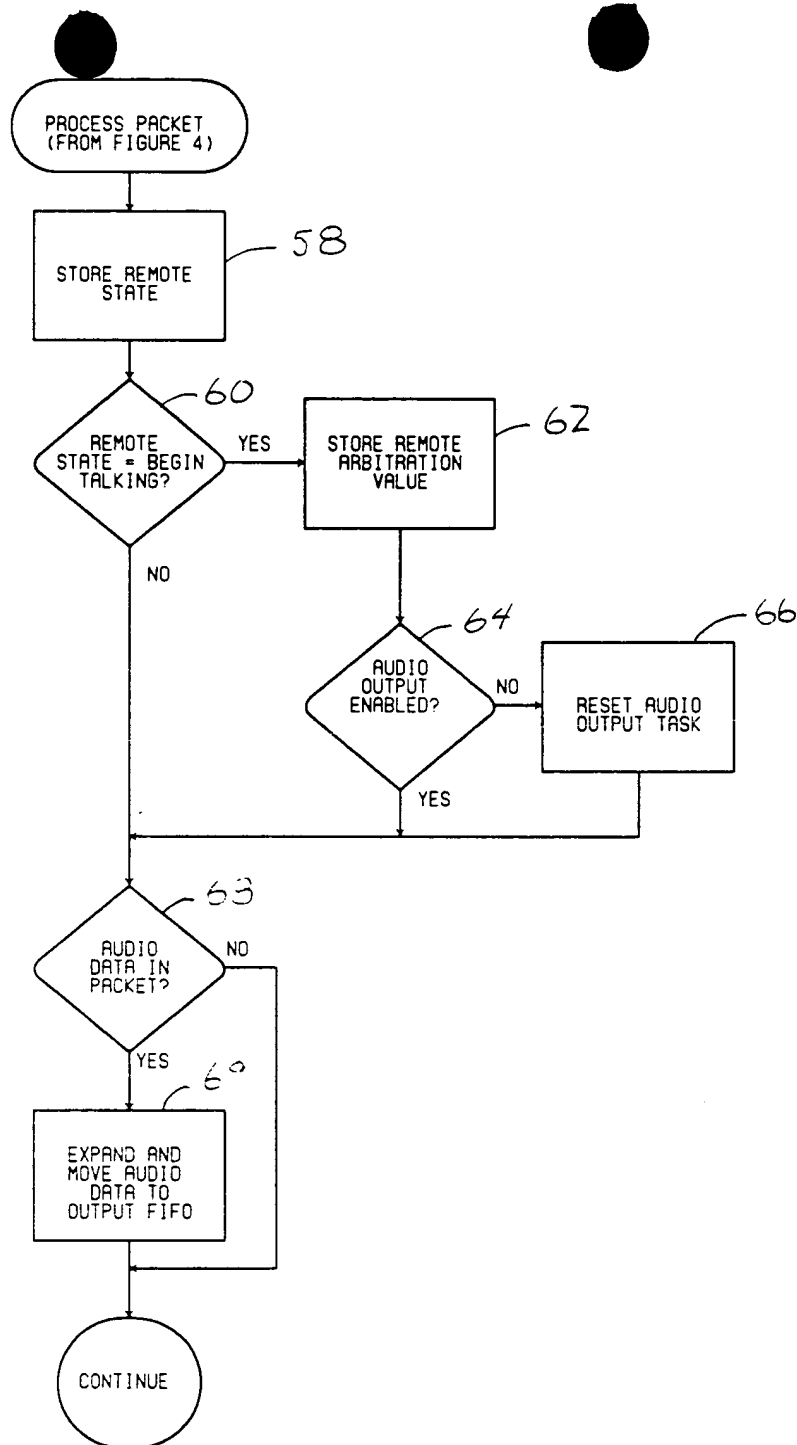 PROCESS PACKET
(FROM FIGURE 4)
58
STORE REMOTE
STATE
60
REMOTE
STATE = BEGIN
TALKING?
YES
62
STORE REMOTE
ARBITRATION
VALUE
NO
64
AUDIO
OUTPUT
ENABLED?
NO
66
RESET AUDIO
OUTPUT TASK
YES
AUDIO
DATA IN
PACKET?
NO
YES
EXPAND AND
MOVE AUDIO
DATA TO
OUTPUT FIFO
CONTINUE